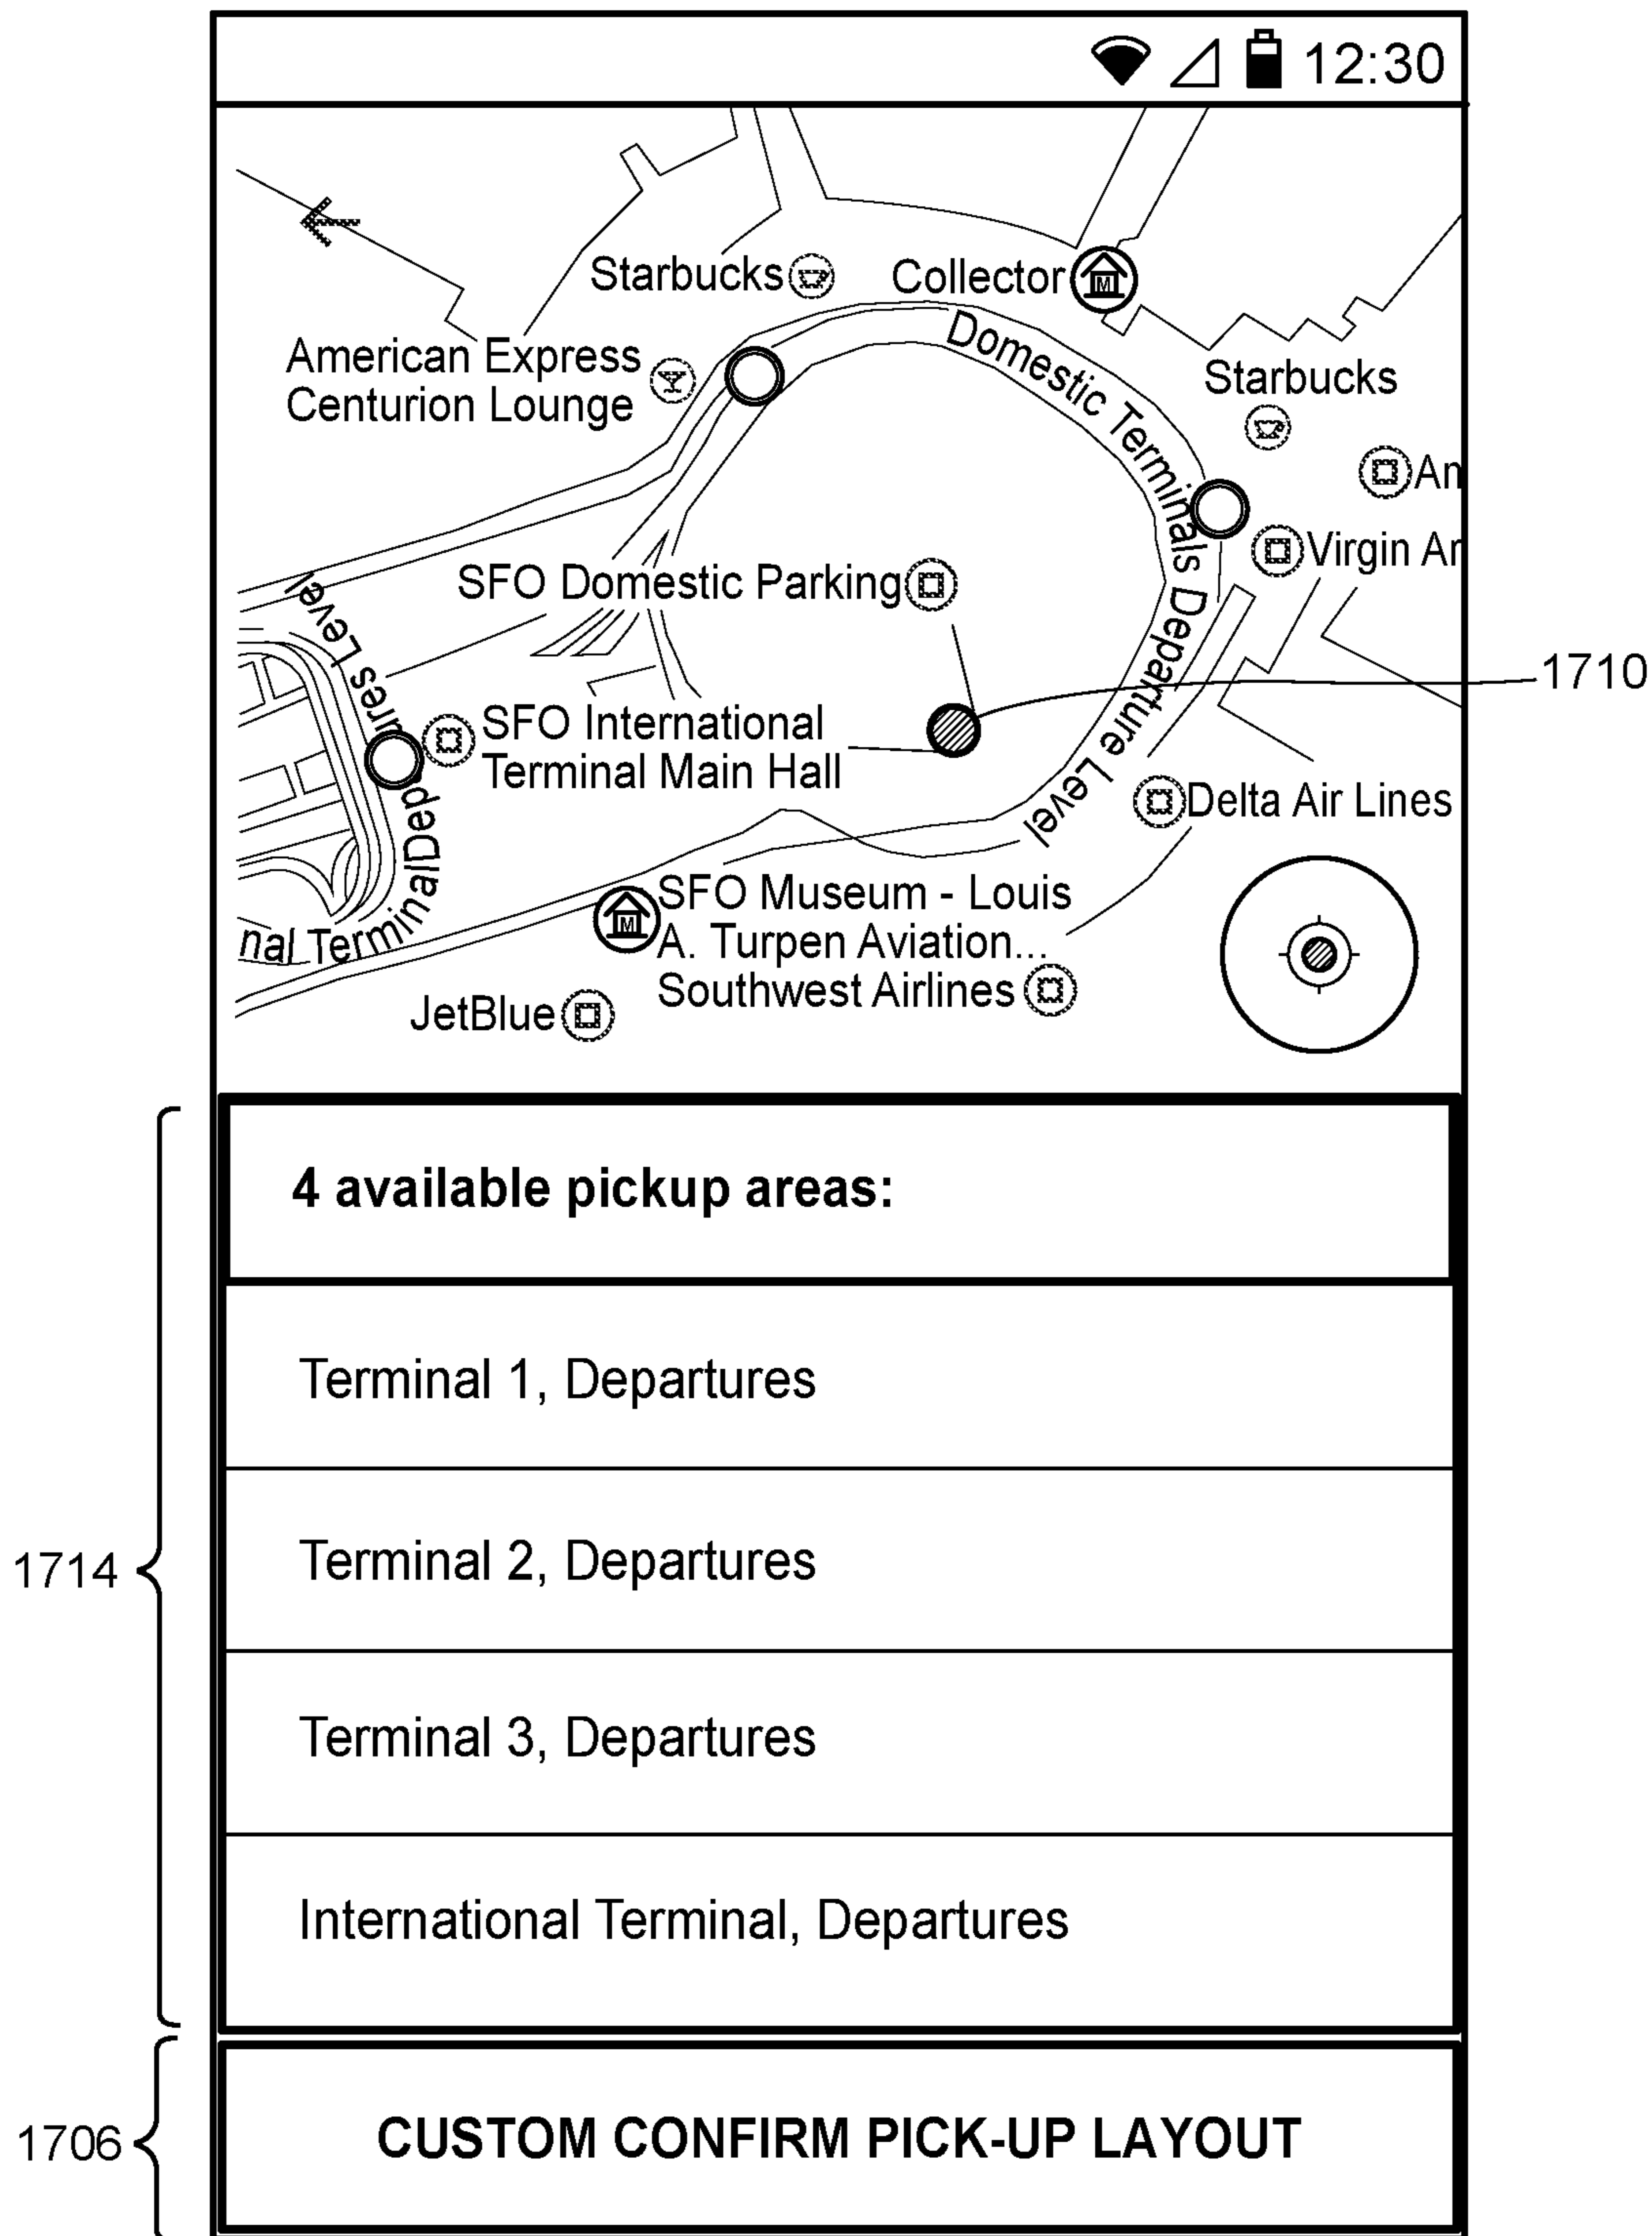 12:30
Starbucks
Collector
American Express
Centurion Lounge
Domestic Terminals Departure Level
Starbucks
An
Virgin Ar
SFO Domestic Parking
1710
SFO International
Terminal Main Hall
nal Terminal Departures Level
Delta Air Lines
SFO Museum - Louis
A. Turpen Aviation...
Southwest Airlines
JetBlue
4 available pickup areas:
Terminal 1, Departures
Terminal 2, Departures
1714
Terminal 3, Departures
International Terminal, Departures
1706
CUSTOM CONFIRM PICK-UP LAYOUT